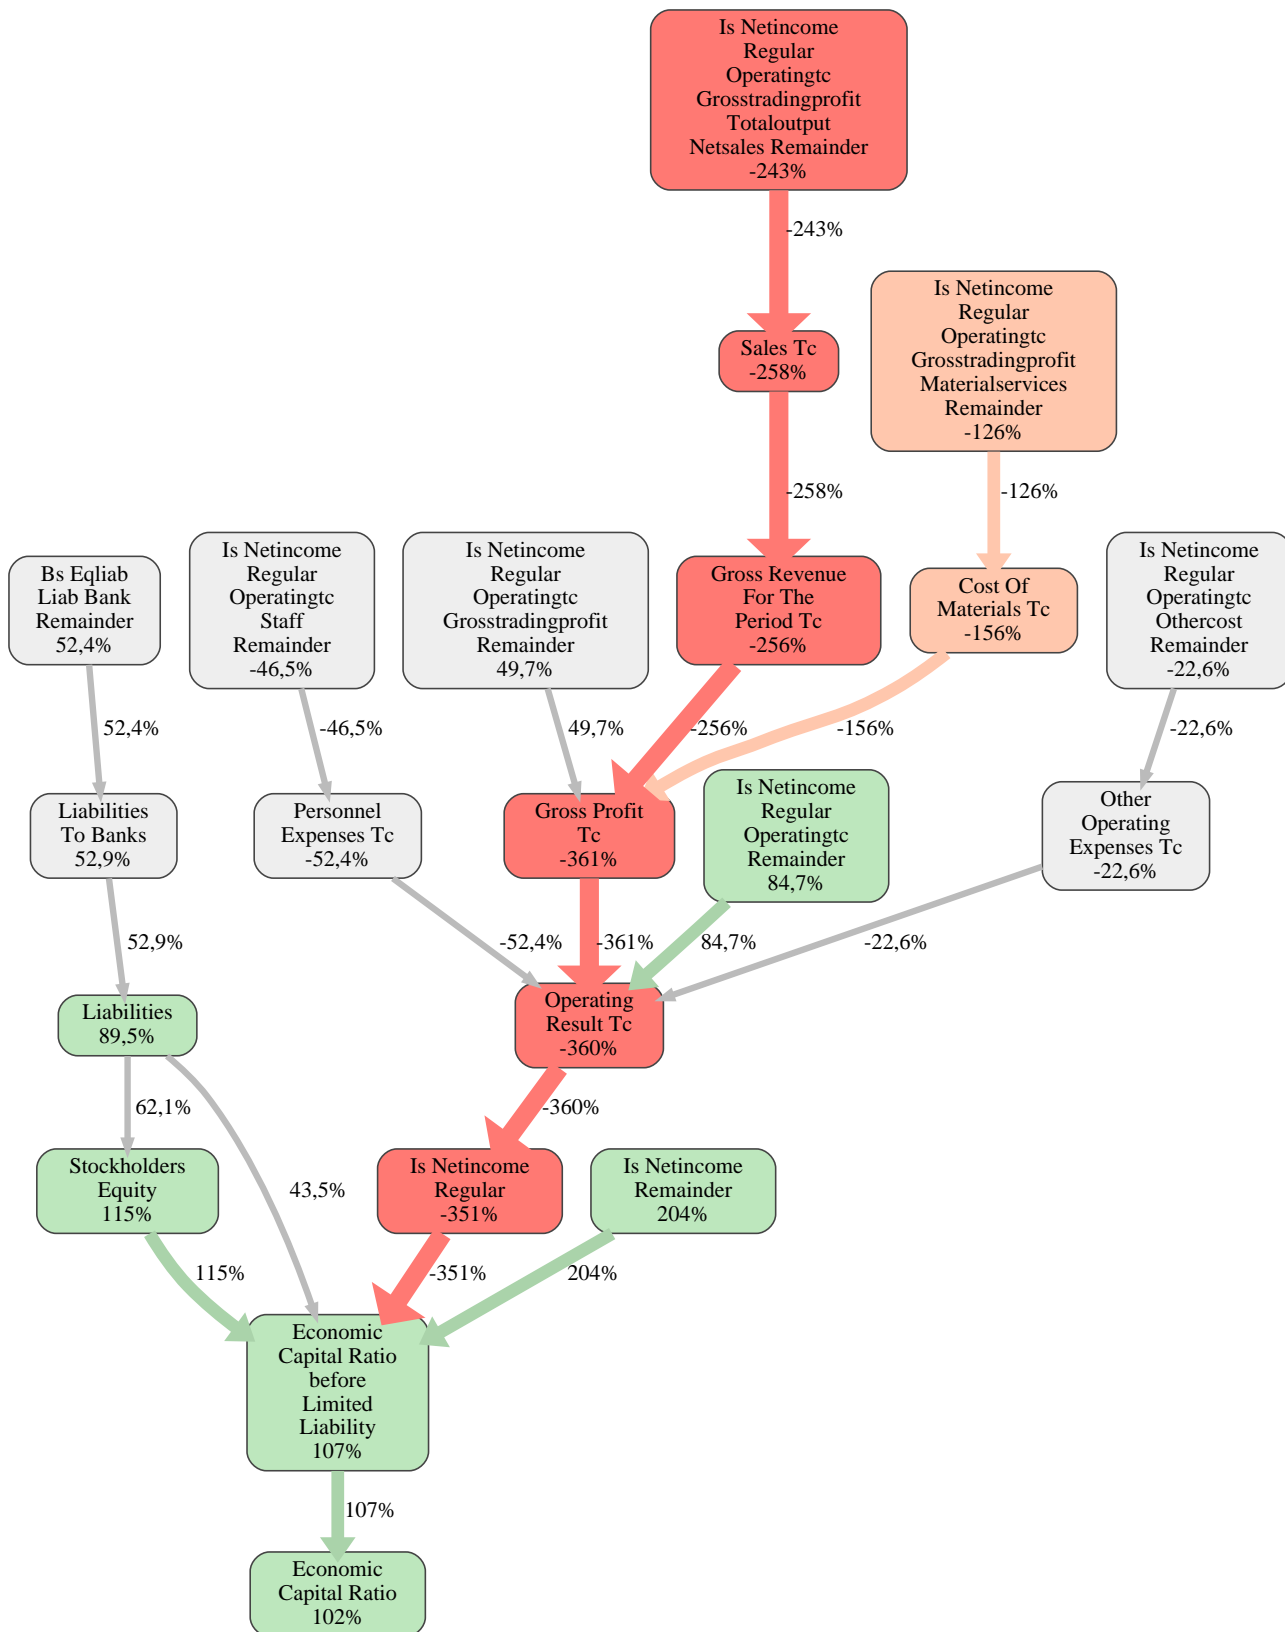 Is Netincome
Regular
Operatingtc
Grosstradingprofit
Totaloutput
Netsales Remainder
-243%
-243%
Sales Tc
-258%
Is Netincome
Regular
Operatingtc
Grosstradingprofit
Materialservices
Remainder
-126%
-258%
-126%
Bs Eqliab
Liab Bank
Remainder
52,4%
Is Netincome
Regular
Operatingtc
Staff
Remainder
-46,5%
Is Netincome
Regular
Operatingtc
Grosstradingprofit
Remainder
49,7%
Gross Revenue
For The
Period Tc
-256%
Cost Of
Materials Tc
-156%
Is Netincome
Regular
Operatingtc
Othercost
Remainder
-22,6%
52,4%
-46,5%
49,7%
-256%
-156%
-22,6%
Liabilities
To Banks
52,9%
Personnel
Expenses Tc
-52,4%
Gross Profit
Tc
-361%
Is Netincome
Regular
Operatingtc
Remainder
84,7%
Other
Operating
Expenses Tc
-22,6%
52,9%
-52,4%
-361%
84,7%
-22,6%
Liabilities
89,5%
Operating
Result Tc
-360%
62,1%
-360%
Stockholders
Equity
115%
43,5%
Is Netincome
Regular
-351%
Is Netincome
Remainder
204%
115%
-351%
204%
Economic
Capital Ratio
before
Limited
Liability
107%
107%
Economic
Capital Ratio
102%